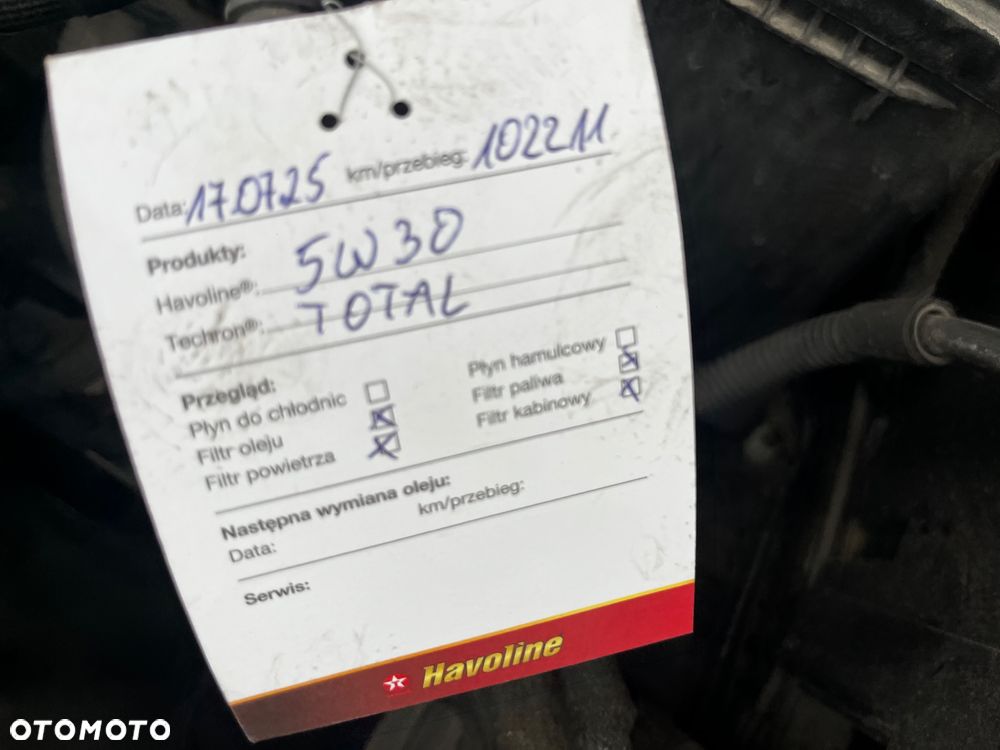 Data: 17.07.25 km/przebieg: 102211
Produkty:
Havoline®: 5W30
Techron®: TOTAL
Przegląd:
Płyn do chłodnic
Filtr oleju
Filtr powietrza
Płyn hamulcowy
Filtr paliwa
Filtr kabinowy
Następna wymiana oleju:
Data: km/przebieg:
Serwis:
Havoline
OTOMOTO